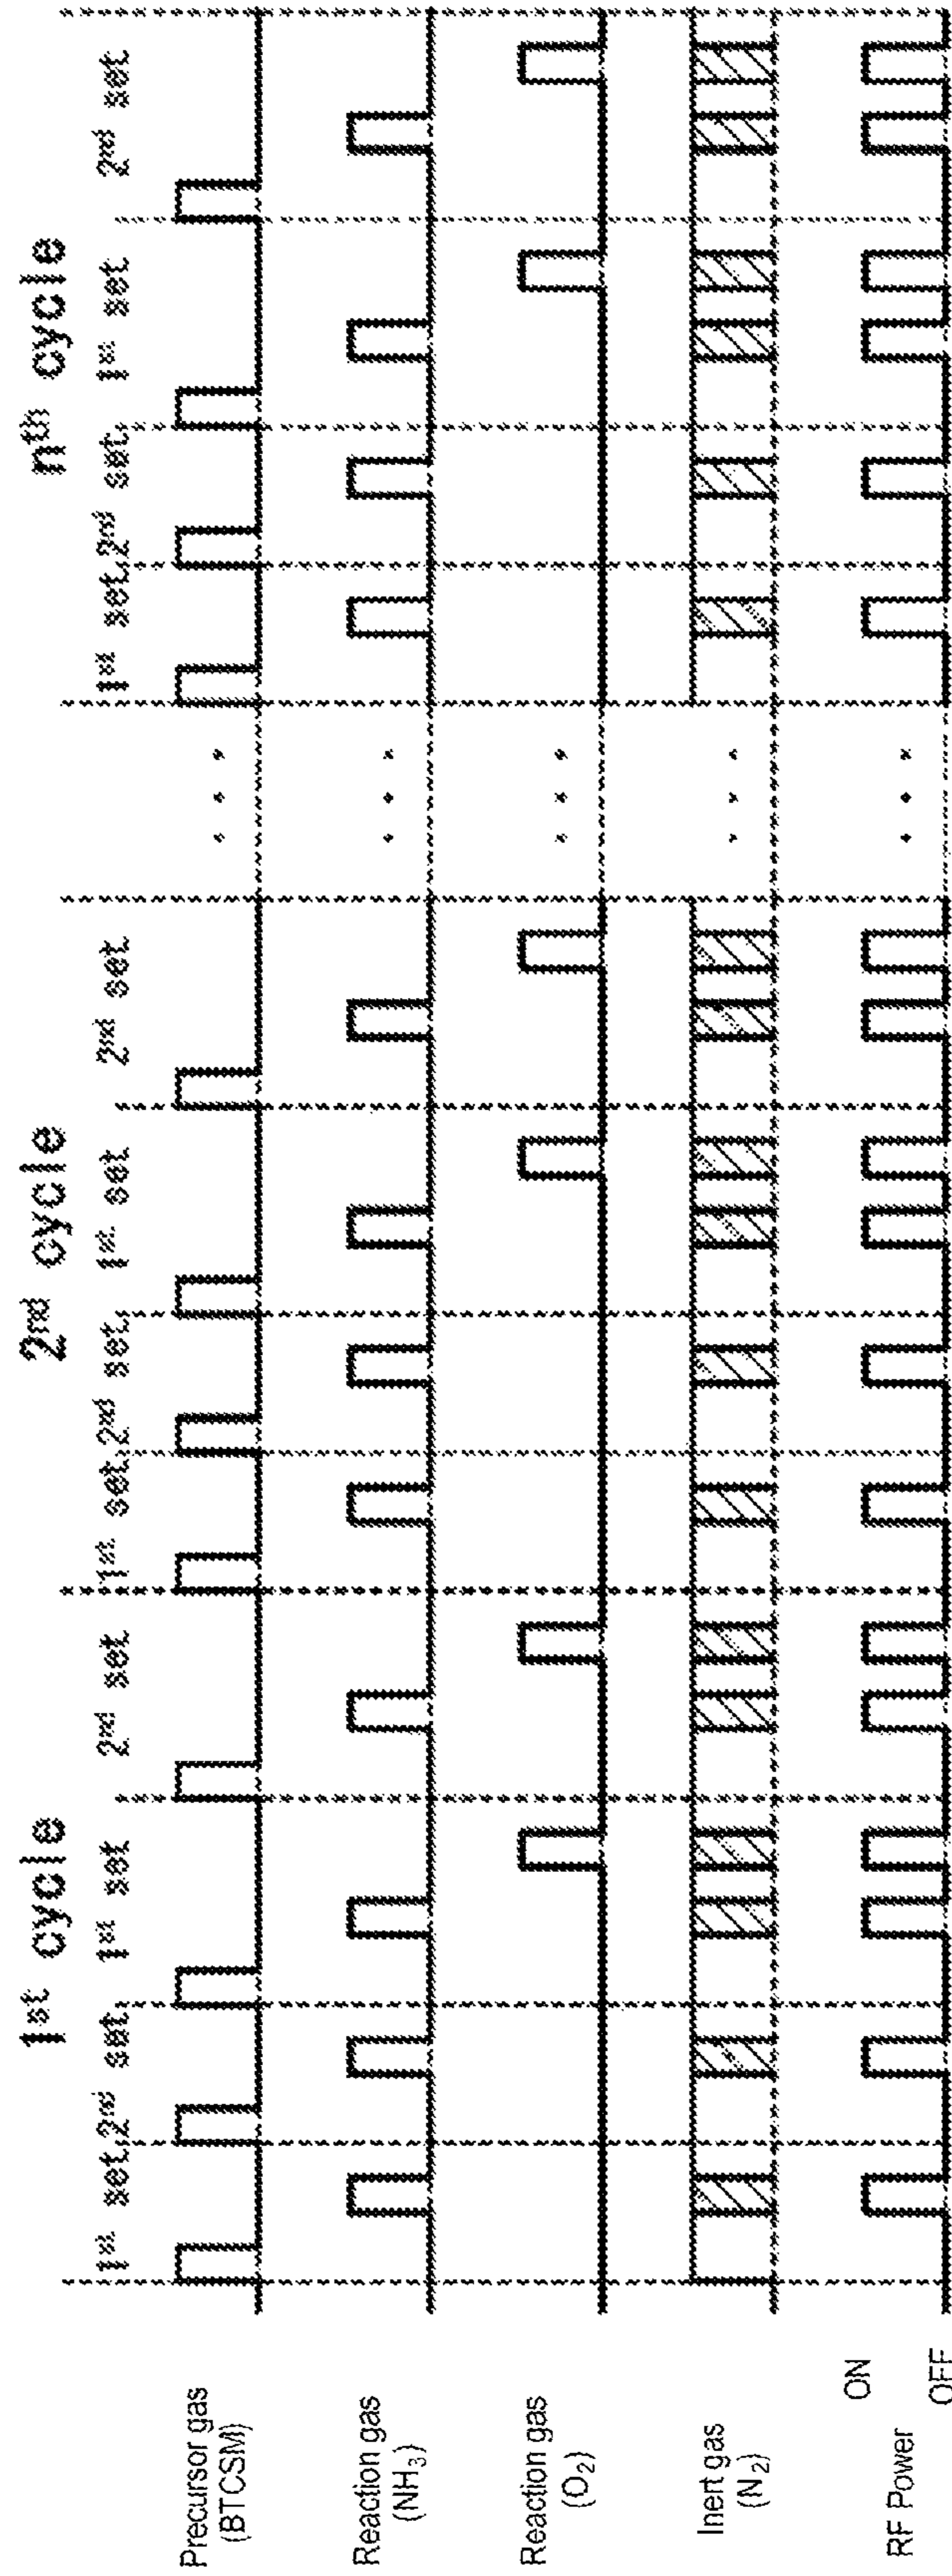 1st cycle
2nd cycle
nth cycle
1st set
2nd set
1st set
2nd set
1st set
2nd set
1st set
2nd set
1st set
2nd set
1st set
2nd set
Precursor gas
(BTCSM)
Reaction gas
(NH3)
Reaction gas
(O2)
Inert gas
(N2)
RF Power
ON
OFF